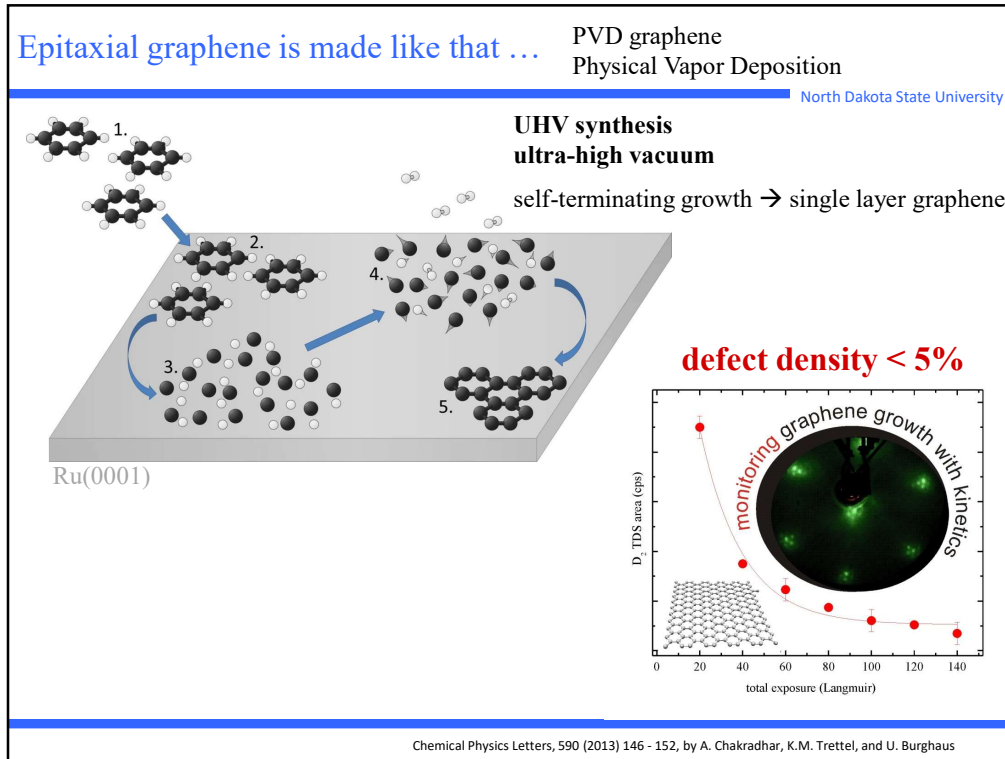 Epitaxial graphene is made like that …
PVD graphene
Physical Vapor Deposition
North Dakota State University
UHV synthesis
ultra-high vacuum
self-terminating growth → single layer graphene
1.
2.
3.
4.
5.
Ru(0001)
defect density < 5%
monitoring graphene growth with kinetics
D₂ TDS area (cps)
0 20 40 60 80 100 120 140
total exposure (Langmuir)
Chemical Physics Letters, 590 (2013) 146 - 152, by A. Chakradhar, K.M. Trettel, and U. Burghaus